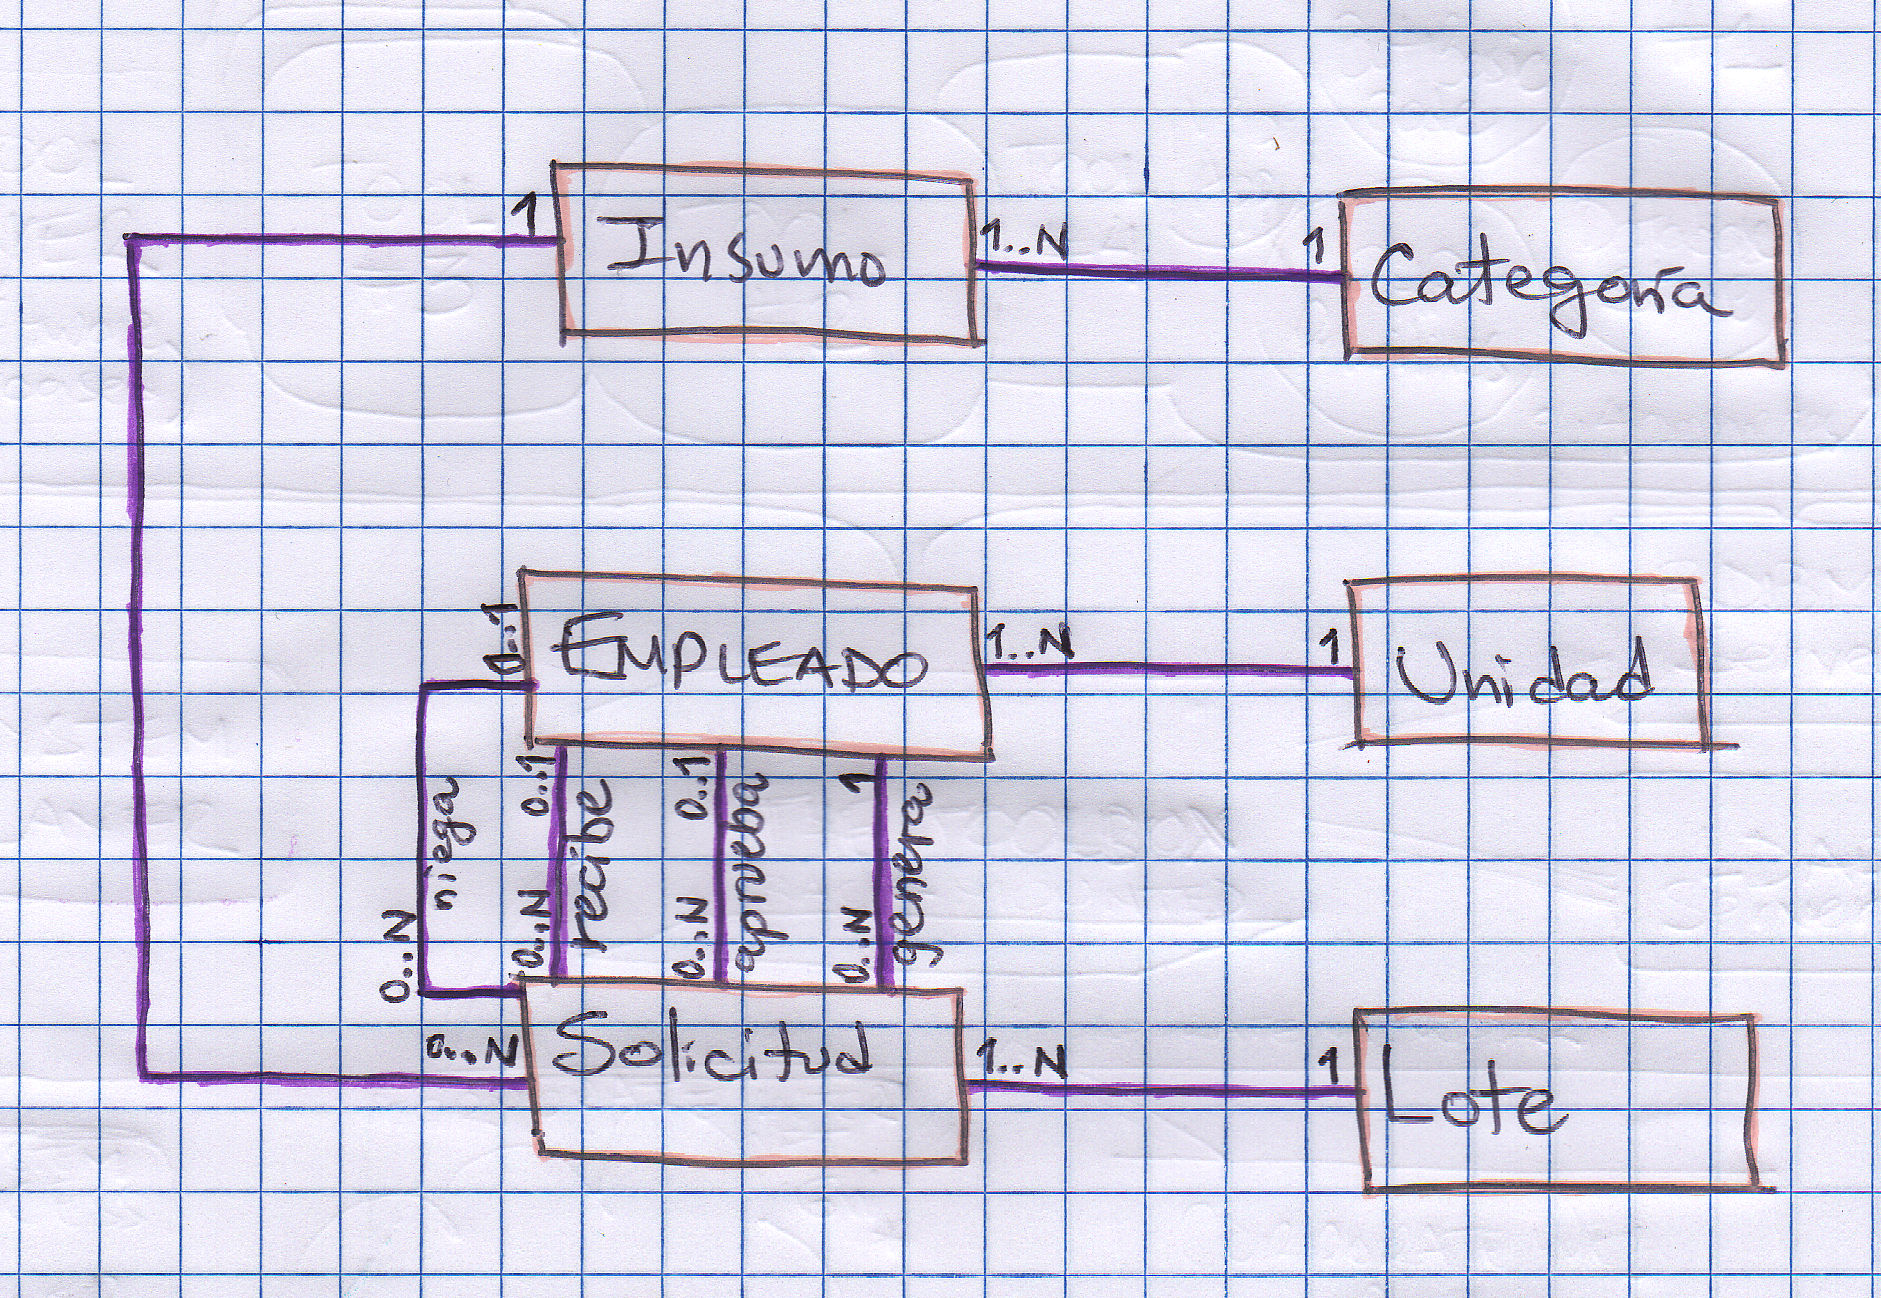 1
Insumo
1..N
1
Categoría
0..1
EMPLEADO
1..N
1
Unidad
niega
0..1
recibe
0..1
aprueba
1
genera
0..N
0..N
0..N
0..N
0..N
Solicitud
1..N
1
Lote